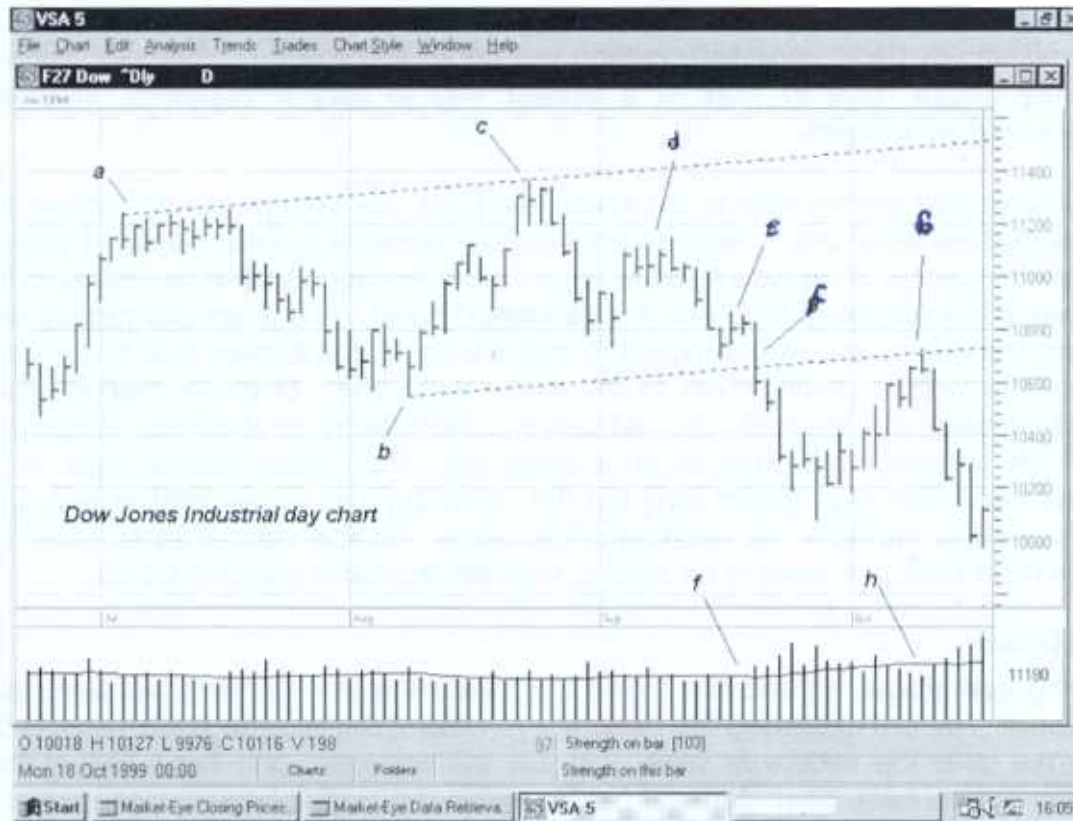 VSA 5
File Chart Edit Analysis Trends Trades Chart Style Window Help
F27 Dow ^Dly D
c
d
a
11400
e
G
11200
11000
f
10800
10600
b
10400
10200
Dow Jones Industrial day chart
10000
f
h
Jul
Aug
Sep
Oct
11190
O 10018 H 10127 L 9976 C 10116 V 198
Strength on bar [103]
Mon 18 Oct 1999 00:00
Charts
Folders
Strength on this bar
Start
Market-Eye Closing Prices...
Market-Eye Data Retrieva...
VSA 5
16:05